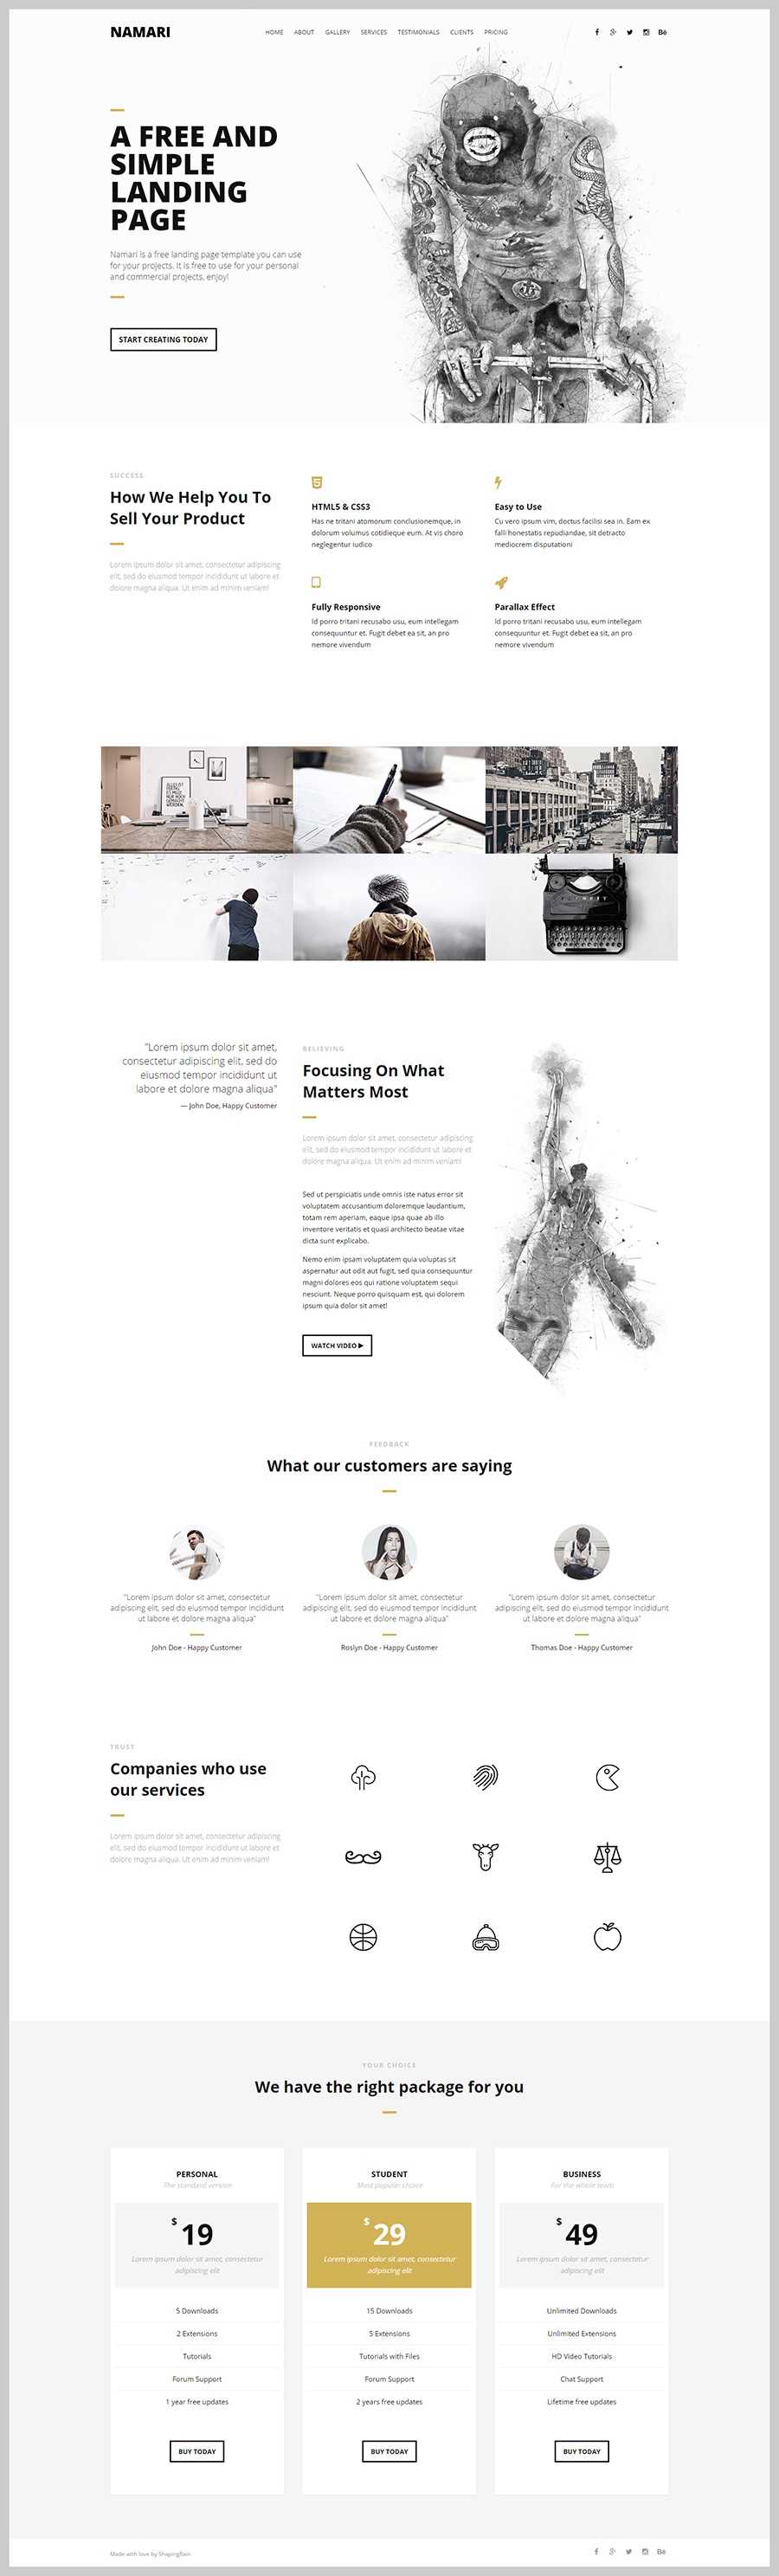 NAMARI
HOME ABOUT GALLERY SERVICES TESTIMONIALS CLIENTS PRICING
Bē
A FREE AND
SIMPLE
LANDING
PAGE
Namari is a free landing page template you can use
for your projects. It is free to use for your personal
and commercial projects, enjoy!
START CREATING TODAY
SUCCESS
How We Help You To
Sell Your Product
Lorem ipsum dolor sit amet, consectetur adipiscing
elit, sed do eiusmod tempor incididunt ut labore et
dolore magna aliqua. Ut enim ad minim veniam!
HTML5 & CSS3
Has ne tritani atomorum conclusionemque, in
dolorum volumus cotidieque eum. At vis choro
neglegentur iudico
Easy to Use
Cu vero ipsum vim, doctus facilisi sea in. Eam ex
falli honestatis repudiandae, sit detracto
mediocrem disputationi
Fully Responsive
Id porro tritani recusabo usu, eum intellegam
consequuntur et. Fugit debet ea sit, an pro
nemore vivendum
Parallax Effect
Id porro tritani recusabo usu, eum intellegam
consequuntur et. Fugit debet ea sit, an pro
nemore vivendum
"Lorem ipsum dolor sit amet,
consectetur adipiscing elit, sed do
eiusmod tempor incididunt ut
labore et dolore magna aliqua"
— John Doe, Happy Customer
BELIEVING
Focusing On What
Matters Most
Lorem ipsum dolor sit amet, consectetur adipiscing
elit, sed do eiusmod tempor incididunt ut labore et
dolore magna aliqua. Ut enim ad minim veniam!
Sed ut perspiciatis unde omnis iste natus error sit
voluptatem accusantium doloremque laudantium,
totam rem aperiam, eaque ipsa quae ab illo
inventore veritatis et quasi architecto beatae vitae
dicta sunt explicabo.
Nemo enim ipsam voluptatem quia voluptas sit
aspernatur aut odit aut fugit, sed quia consequuntur
magni dolores eos qui ratione voluptatem sequi
nesciunt. Neque porro quisquam est, qui dolorem
ipsum quia dolor sit amet!
WATCH VIDEO
FEEDBACK
What our customers are saying
"Lorem ipsum dolor sit amet, consectetur
adipiscing elit, sed do eiusmod tempor incididunt
ut labore et dolore magna aliqua"
John Doe - Happy Customer
"Lorem ipsum dolor sit amet, consectetur
adipiscing elit, sed do eiusmod tempor incididunt
ut labore et dolore magna aliqua"
Roslyn Doe - Happy Customer
"Lorem ipsum dolor sit amet, consectetur
adipiscing elit, sed do eiusmod tempor incididunt
ut labore et dolore magna aliqua"
Thomas Doe - Happy Customer
TRUST
Companies who use
our services
Lorem ipsum dolor sit amet, consectetur adipiscing
elit, sed do eiusmod tempor incididunt ut labore et
dolore magna aliqua. Ut enim ad minim veniam!
YOUR CHOICE
We have the right package for you
PERSONAL
The standard version
$ 19
Lorem ipsum dolor sit amet, consectetur
adipiscing elit
5 Downloads
2 Extensions
Tutorials
Forum Support
1 year free updates
BUY TODAY
STUDENT
Most popular choice
$ 29
Lorem ipsum dolor sit amet, consectetur
adipiscing elit
15 Downloads
5 Extensions
Tutorials with Files
Forum Support
2 years free updates
BUY TODAY
BUSINESS
For the whole team
$ 49
Lorem ipsum dolor sit amet, consectetur
adipiscing elit
Unlimited Downloads
Unlimited Extensions
HD Video Tutorials
Chat Support
Lifetime free updates
BUY TODAY
Made with love by ShapingRain
Bē